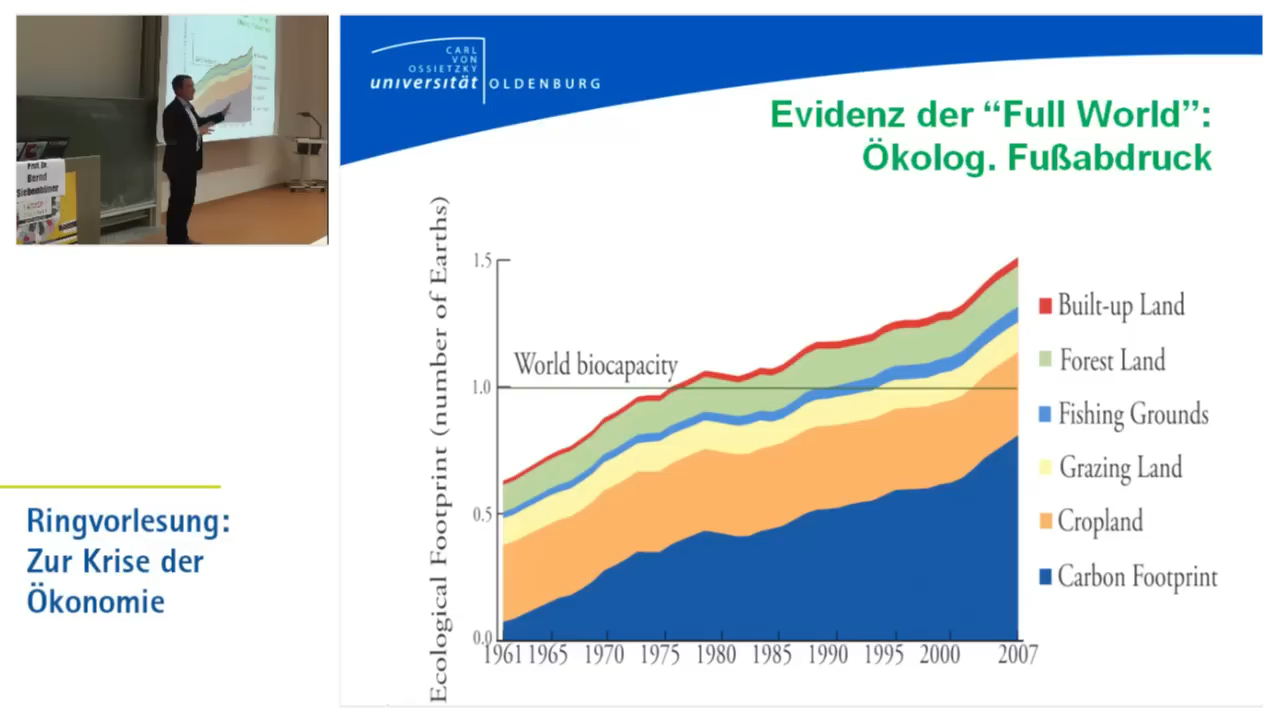 Prof. Dr.
Bernd
Siebenhüner
CARL
VON
OSSIETZKY
universität OLDENBURG
Evidenz der “Full World”:
Ökolog. Fußabdruck
Ecological Footprint (number of Earths)
1.5
1.0
0.5
0.0
World biocapacity
1961 1965 1970 1975 1980 1985 1990 1995 2000 2007
Built-up Land
Forest Land
Fishing Grounds
Grazing Land
Cropland
Carbon Footprint
Ringvorlesung:
Zur Krise der
Ökonomie